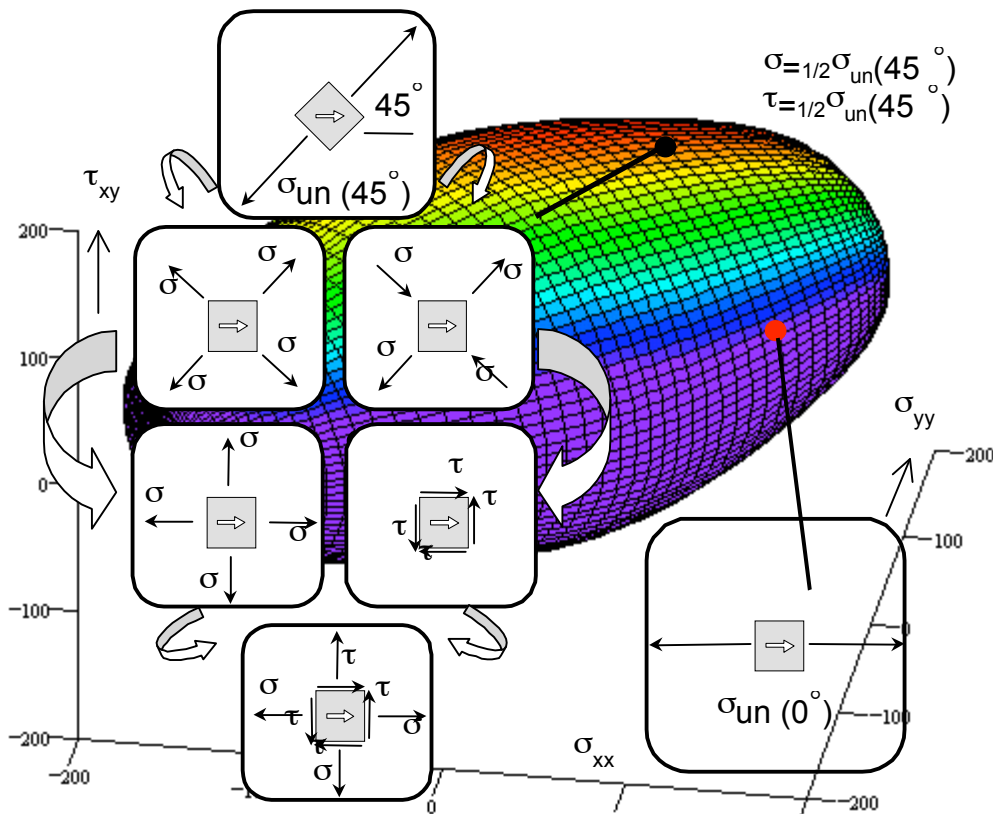 σ=1/2σun(45°)
τ=1/2σun(45°)
45°
σun (45°)
τxy
200
100
0
-100
-200
σ
σ
σ
σ
σ
σ
σ
σ
σ
σ
σ
σ
τ
τ
τ
τ
τ
σ
τ
τ
σ
τ
σ
σyy
200
100
0
-100
σun (0°)
σxx
-200
-1
0
200